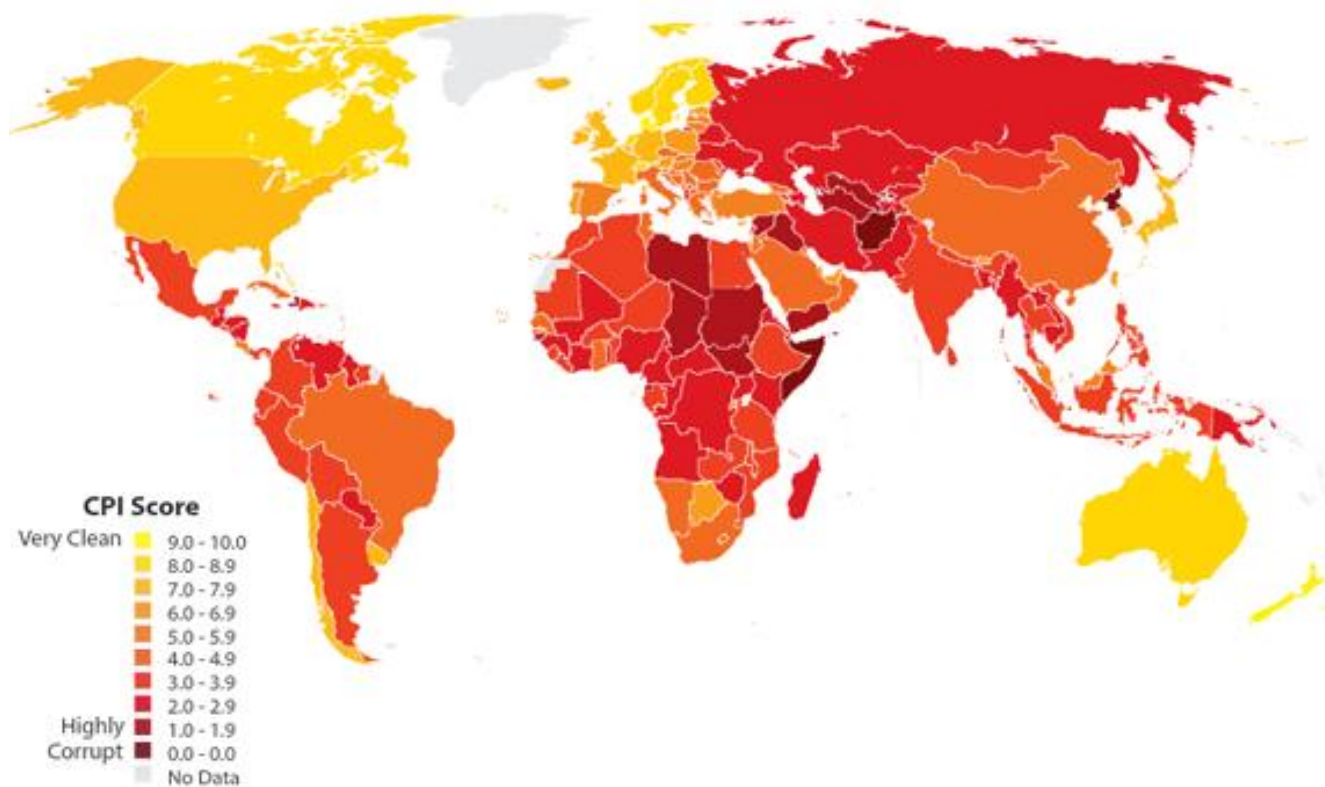 CPI Score
Very Clean
9.0 - 10.0
8.0 - 8.9
7.0 - 7.9
6.0 - 6.9
5.0 - 5.9
4.0 - 4.9
3.0 - 3.9
2.0 - 2.9
Highly
Corrupt
1.0 - 1.9
0.0 - 0.0
No Data